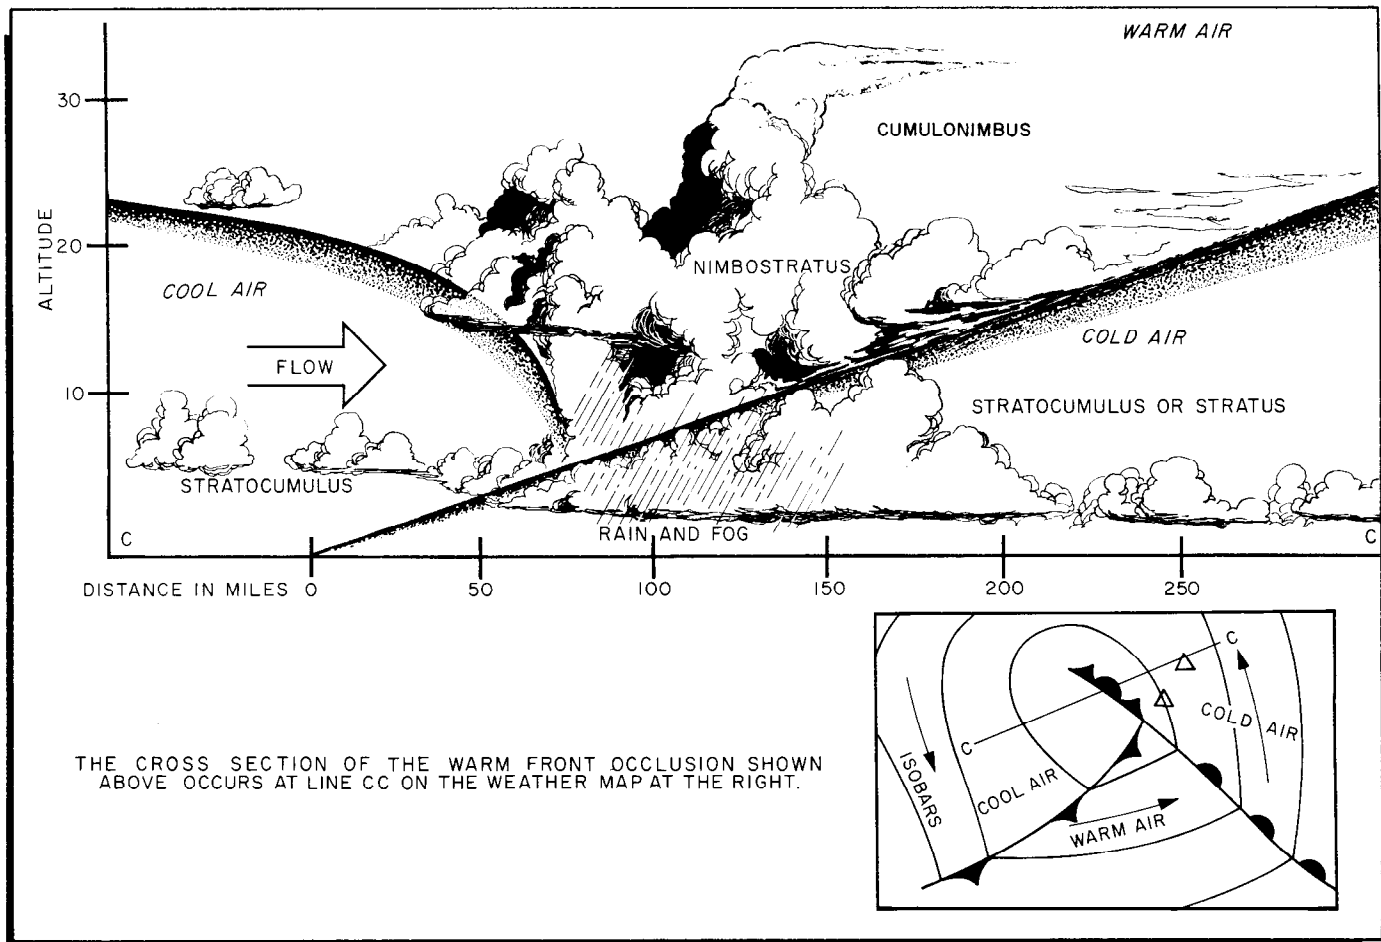 WARM AIR
30
CUMULONIMBUS
ALTITUDE
20
NIMBOSTRATUS
COOL AIR
COLD AIR
FLOW
10
STRATOCUMULUS OR STRATUS
STRATOCUMULUS
RAIN AND FOG
C
C
DISTANCE IN MILES 0 50 100 150 200 250
C
COLD AIR
C
ISOBARS
COOL AIR
WARM AIR
THE CROSS SECTION OF THE WARM FRONT OCCLUSION SHOWN
ABOVE OCCURS AT LINE CC ON THE WEATHER MAP AT THE RIGHT.